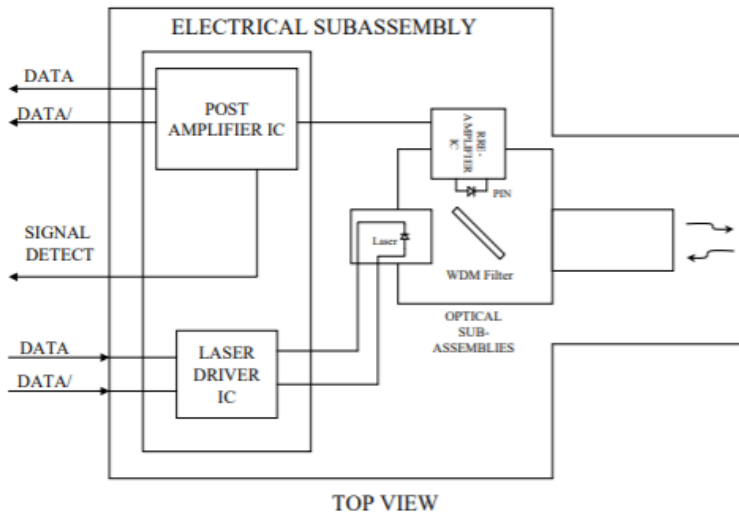 ELECTRICAL SUBASSEMBLY
DATA
DATA/
POST
AMPLIFIER IC
RRE-
AMPLIFIER
IC
PIN
SIGNAL
DETECT
Laser
WDM Filter
OPTICAL
SUB-
ASSEMBLIES
DATA
DATA/
LASER
DRIVER
IC
TOP VIEW